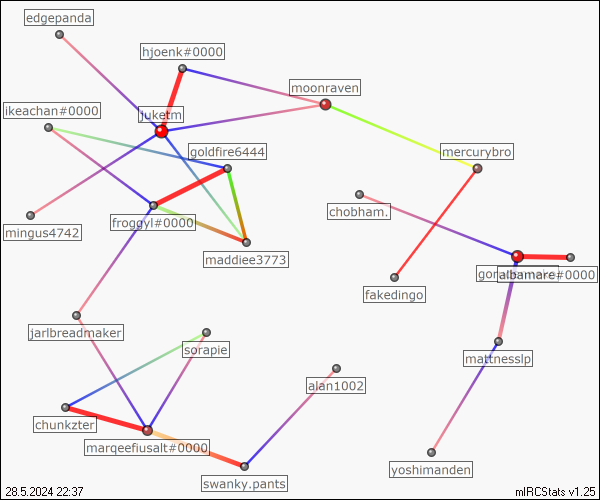 edgepanda
hjoenk#0000
moonraven
ikeachan#0000
juketm
goldfire6444
mercurybro
chobham.
froggyl#0000
mingus4742
maddiee3773
albamare#0000
fakedingo
jarlbreadmaker
sorapie
mattnesslp
alan1002
chunkzter
marqeefiusalt#0000
yoshimanden
swanky.pants
28.5.2024 22:37
mIRCStats v1.25